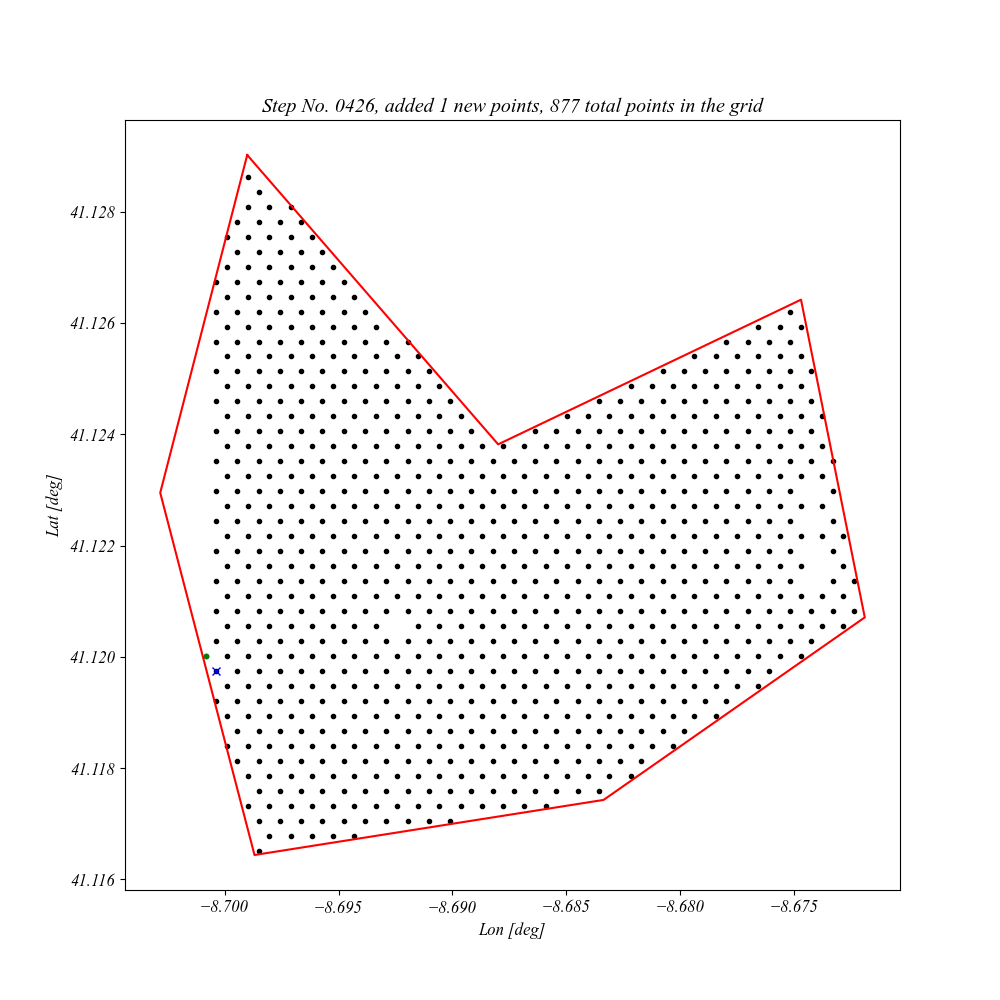 Step No. 0426, added 1 new points, 877 total points in the grid
41.128
41.126
41.124
41.122
41.120
41.118
41.116
Lat [deg]
−8.700 −8.695 −8.690 −8.685 −8.680 −8.675
Lon [deg]